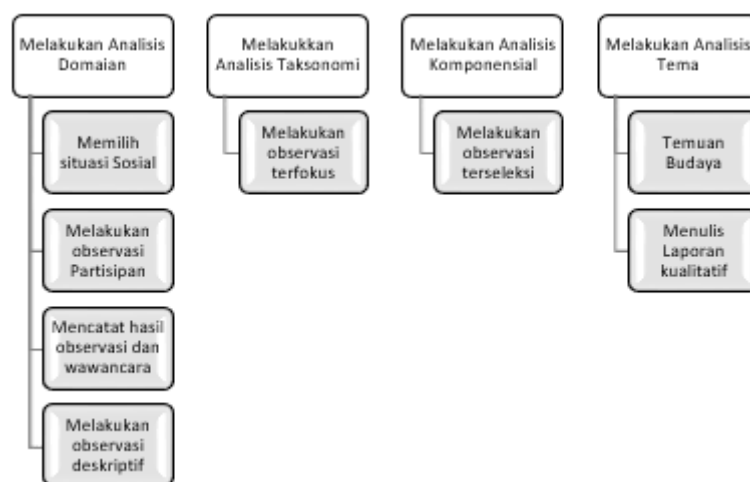 Melakukan Analisis
Domaian
Memilih
situasi Sosial
Melakukan
observasi
Partisipan
Mencatat hasil
observasi dan
wawancara
Melakukan
observasi
deskriptif
Melakukkan
Analisis Taksonomi
Melakukan
observasi
terfokus
Melakukan Analisis
Komponensial
Melakukan
observasi
terseleksi
Melakukan Analisis
Tema
Temuan
Budaya
Menulis
Laporan
kualitatif